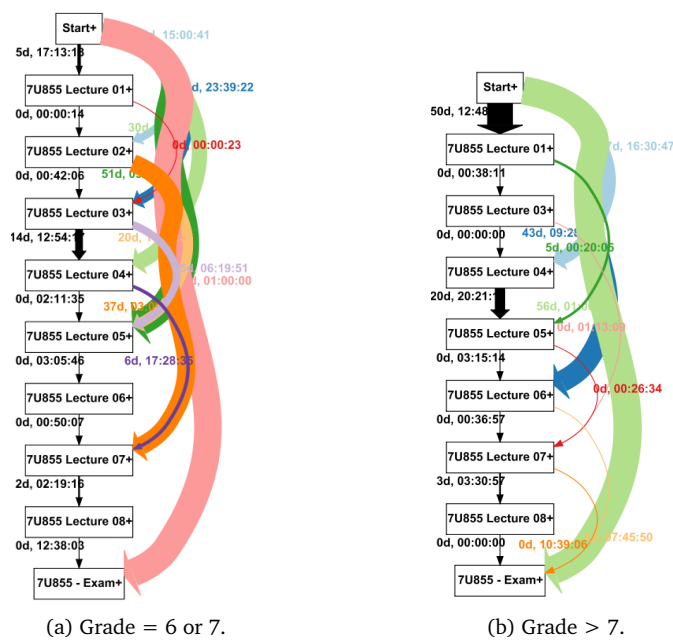 Start+
15:00:41
5d, 17:13:13
7U855 Lecture 01+
23:39:22
0d, 00:00:14
30d
0d, 00:00:23
7U855 Lecture 02+
0d, 00:42:06
51d,
7U855 Lecture 03+
14d, 12:54:17
20d,
06:19:51
7U855 Lecture 04+
01:00:00
0d, 02:11:35
37d,
7U855 Lecture 05+
0d, 03:05:46
6d, 17:28:35
7U855 Lecture 06+
0d, 00:50:07
7U855 Lecture 07+
2d, 02:19:16
7U855 Lecture 08+
0d, 12:38:03
7U855 - Exam+
(a) Grade = 6 or 7.
Start+
50d, 12:48
7U855 Lecture 01+
16:30:47
0d, 00:38:11
7U855 Lecture 03+
43d, 09:28
0d, 00:00:00
5d, 00:20:05
7U855 Lecture 04+
20d, 20:21:1
56d,
7U855 Lecture 05+
0d, 01:13:09
0d, 03:15:14
0d, 00:26:34
7U855 Lecture 06+
0d, 00:36:57
7U855 Lecture 07+
3d, 03:30:57
7U855 Lecture 08+
0d, 00:00:00
0d, 10:39:06
07:45:50
7U855 - Exam+
(b) Grade > 7.